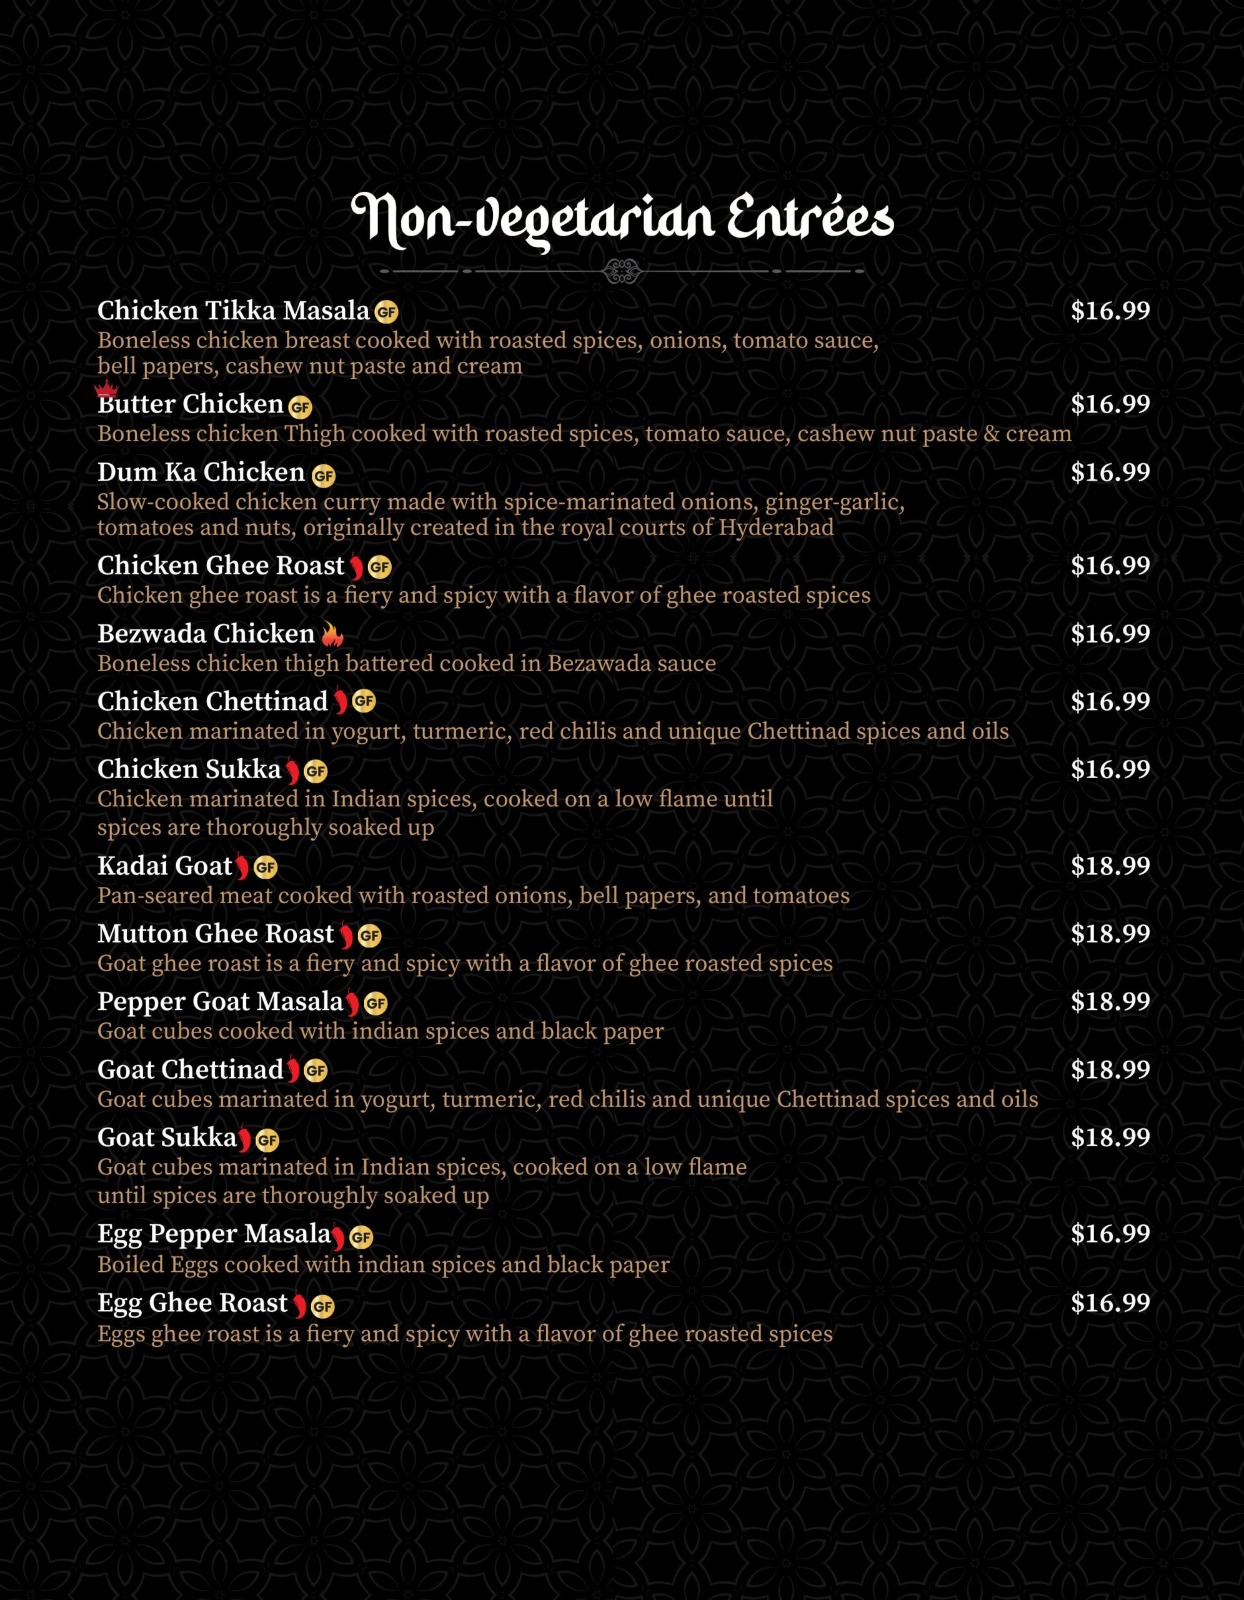 Non-vegetarian Entrées
Chicken Tikka Masala GF $16.99
Boneless chicken breast cooked with roasted spices, onions, tomato sauce,
bell papers, cashew nut paste and cream
Butter Chicken GF $16.99
Boneless chicken Thigh cooked with roasted spices, tomato sauce, cashew nut paste & cream
Dum Ka Chicken GF $16.99
Slow-cooked chicken curry made with spice-marinated onions, ginger-garlic,
tomatoes and nuts, originally created in the royal courts of Hyderabad
Chicken Ghee Roast GF $16.99
Chicken ghee roast is a fiery and spicy with a flavor of ghee roasted spices
Bezwada Chicken $16.99
Boneless chicken thigh battered cooked in Bezawada sauce
Chicken Chettinad GF $16.99
Chicken marinated in yogurt, turmeric, red chilis and unique Chettinad spices and oils
Chicken Sukka GF $16.99
Chicken marinated in Indian spices, cooked on a low flame until
spices are thoroughly soaked up
Kadai Goat GF $18.99
Pan-seared meat cooked with roasted onions, bell papers, and tomatoes
Mutton Ghee Roast GF $18.99
Goat ghee roast is a fiery and spicy with a flavor of ghee roasted spices
Pepper Goat Masala GF $18.99
Goat cubes cooked with indian spices and black paper
Goat Chettinad GF $18.99
Goat cubes marinated in yogurt, turmeric, red chilis and unique Chettinad spices and oils
Goat Sukka GF $18.99
Goat cubes marinated in Indian spices, cooked on a low flame
until spices are thoroughly soaked up
Egg Pepper Masala GF $16.99
Boiled Eggs cooked with indian spices and black paper
Egg Ghee Roast GF $16.99
Eggs ghee roast is a fiery and spicy with a flavor of ghee roasted spices